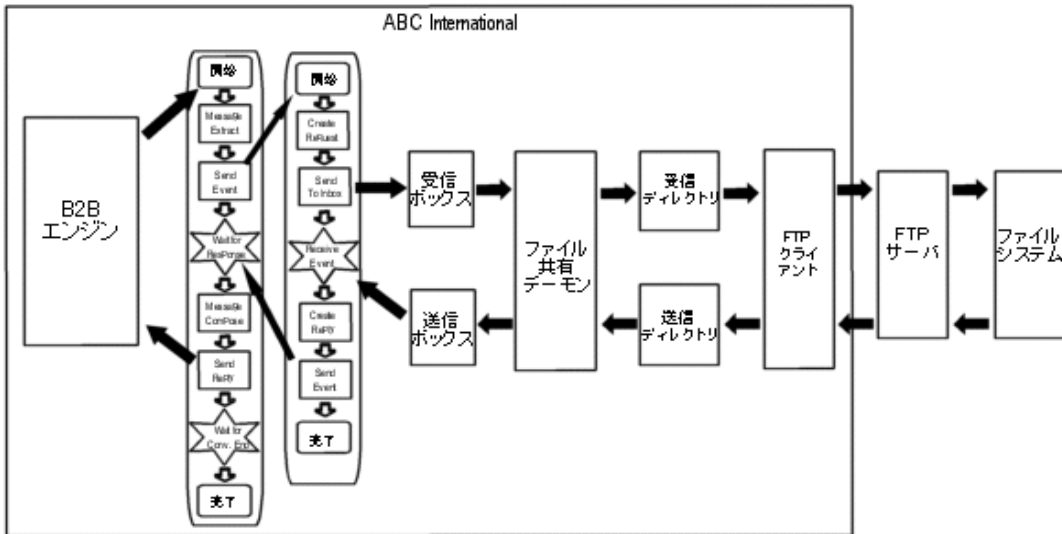 ABC International
B2B
エンジン
開始
Message
Extract
Send
Event
Wait for
Response
Message
Compose
Send
Reply
Wait for
Conv. End
完了
開始
Create
Request
Send
To Inbox
Receive
Event
Create
Reply
Send
Event
完了
受信
ボックス
送信
ボックス
ファイル
共有
デーモン
受信
ディレクトリ
送信
ディレクトリ
FTP
クライ
アント
FTP
サーバ
ファイル
システム